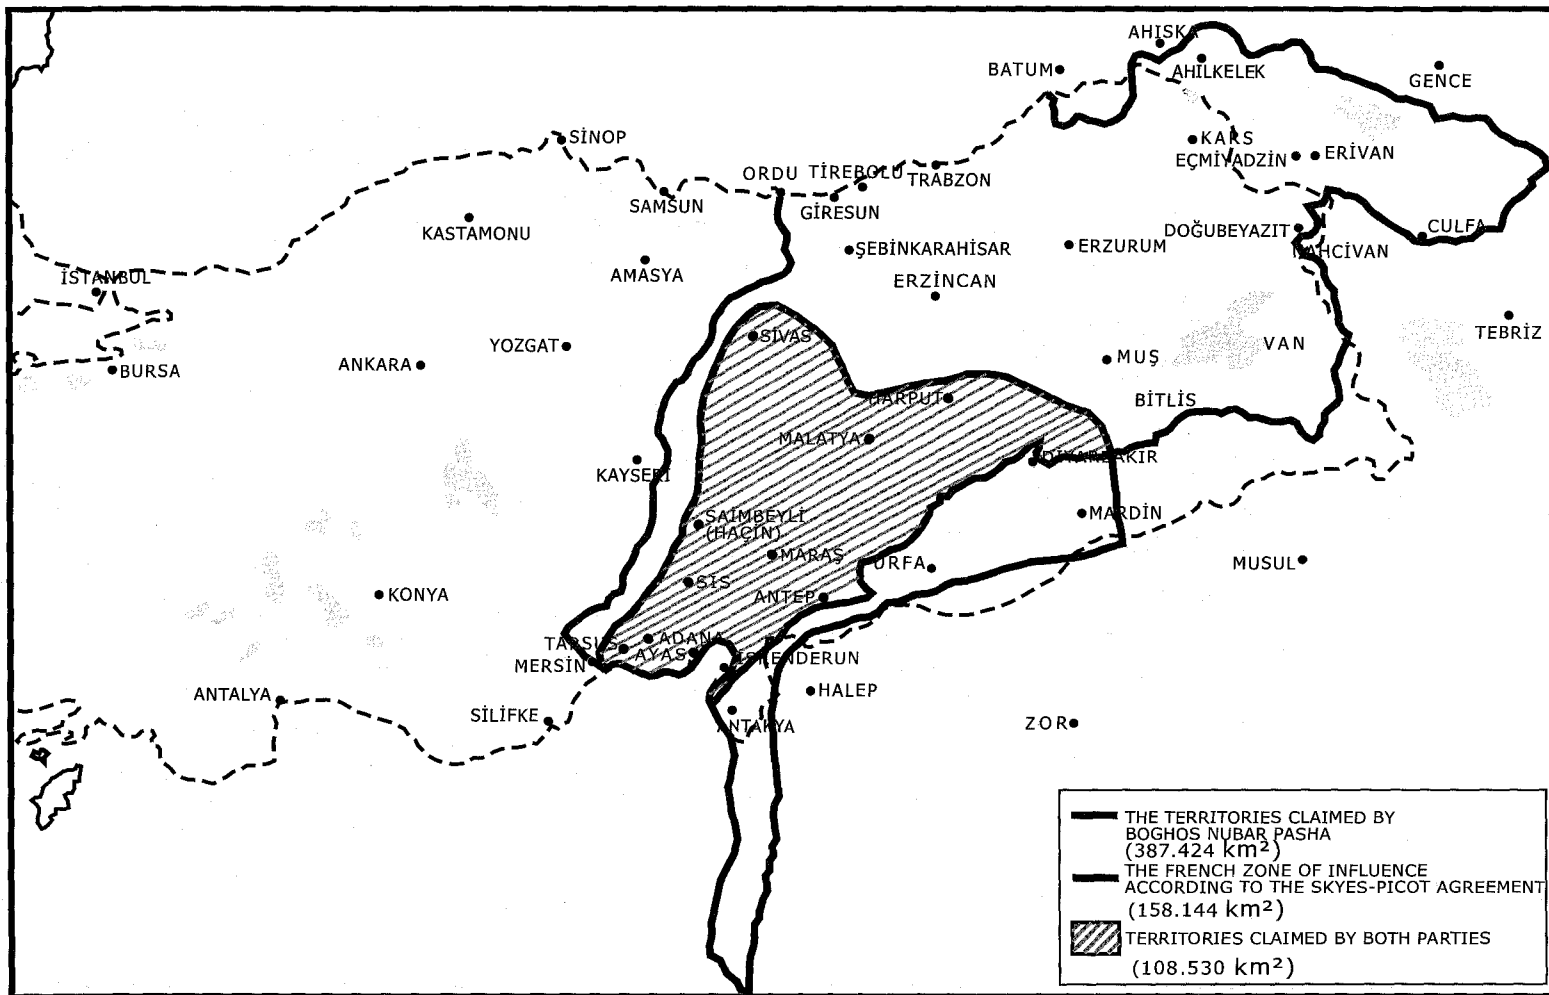 AHISKA
BATUM
AHILKELEK
GENCE
SİNOP
KARS
EÇMİYADZİN
ERİVAN
ORDU
TİREBOLU
TRABZON
SAMSUN
GİRESUN
KASTAMONU
DOĞUBEYAZIT
CULFA
ŞEBİNKARAHİSAR
ERZURUM
NAHCİVAN
İSTANBUL
AMASYA
ERZİNCAN
TEBRİZ
SİVAS
YOZGAT
VAN
ANKARA
BURSA
MUŞ
HARPUT
BİTLİS
MALATYA
KAYSERİ
DİYARBAKIR
SAİMBEYLİ
(HAÇİN)
MARDİN
MARAŞ
URFA
MUSUL
SİS
KONYA
ANTEP
TARSUS
ADANA
AYAS
MERSİN
İSKENDERUN
ANTALYA
HALEP
SİLİFKE
ANTAKYA
ZOR
THE TERRITORIES CLAIMED BY
BOGHOS NUBAR PASHA
(387.424 km²)
THE FRENCH ZONE OF INFLUENCE
ACCORDING TO THE SKYES-PICOT AGREEMENT
(158.144 km²)
TERRITORIES CLAIMED BY BOTH PARTIES
(108.530 km²)